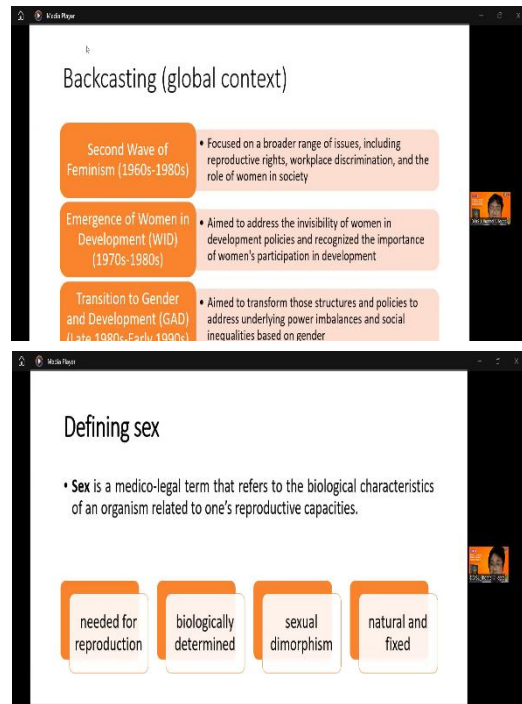 Media Player
Backcasting (global context)
Second Wave of
Feminism (1960s-1980s)
• Focused on a broader range of issues, including
reproductive rights, workplace discrimination, and the
role of women in society
Emergence of Women in
Development (WID)
(1970s-1980s)
• Aimed to address the invisibility of women in
development policies and recognized the importance
of women's participation in development
Transition to Gender
and Development (GAD)
(Late 1980s-Early 1990s)
• Aimed to transform those structures and policies to
address underlying power imbalances and social
inequalities based on gender
Media Player
Defining sex
• Sex is a medico-legal term that refers to the biological characteristics
of an organism related to one's reproductive capacities.
needed for
reproduction
biologically
determined
sexual
dimorphism
natural and
fixed